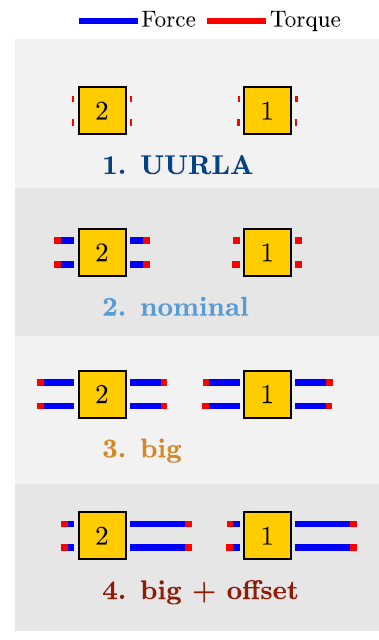 Force Torque
2 1
1. UURLA
2 1
2. nominal
2 1
3. big
2 1
4. big + offset